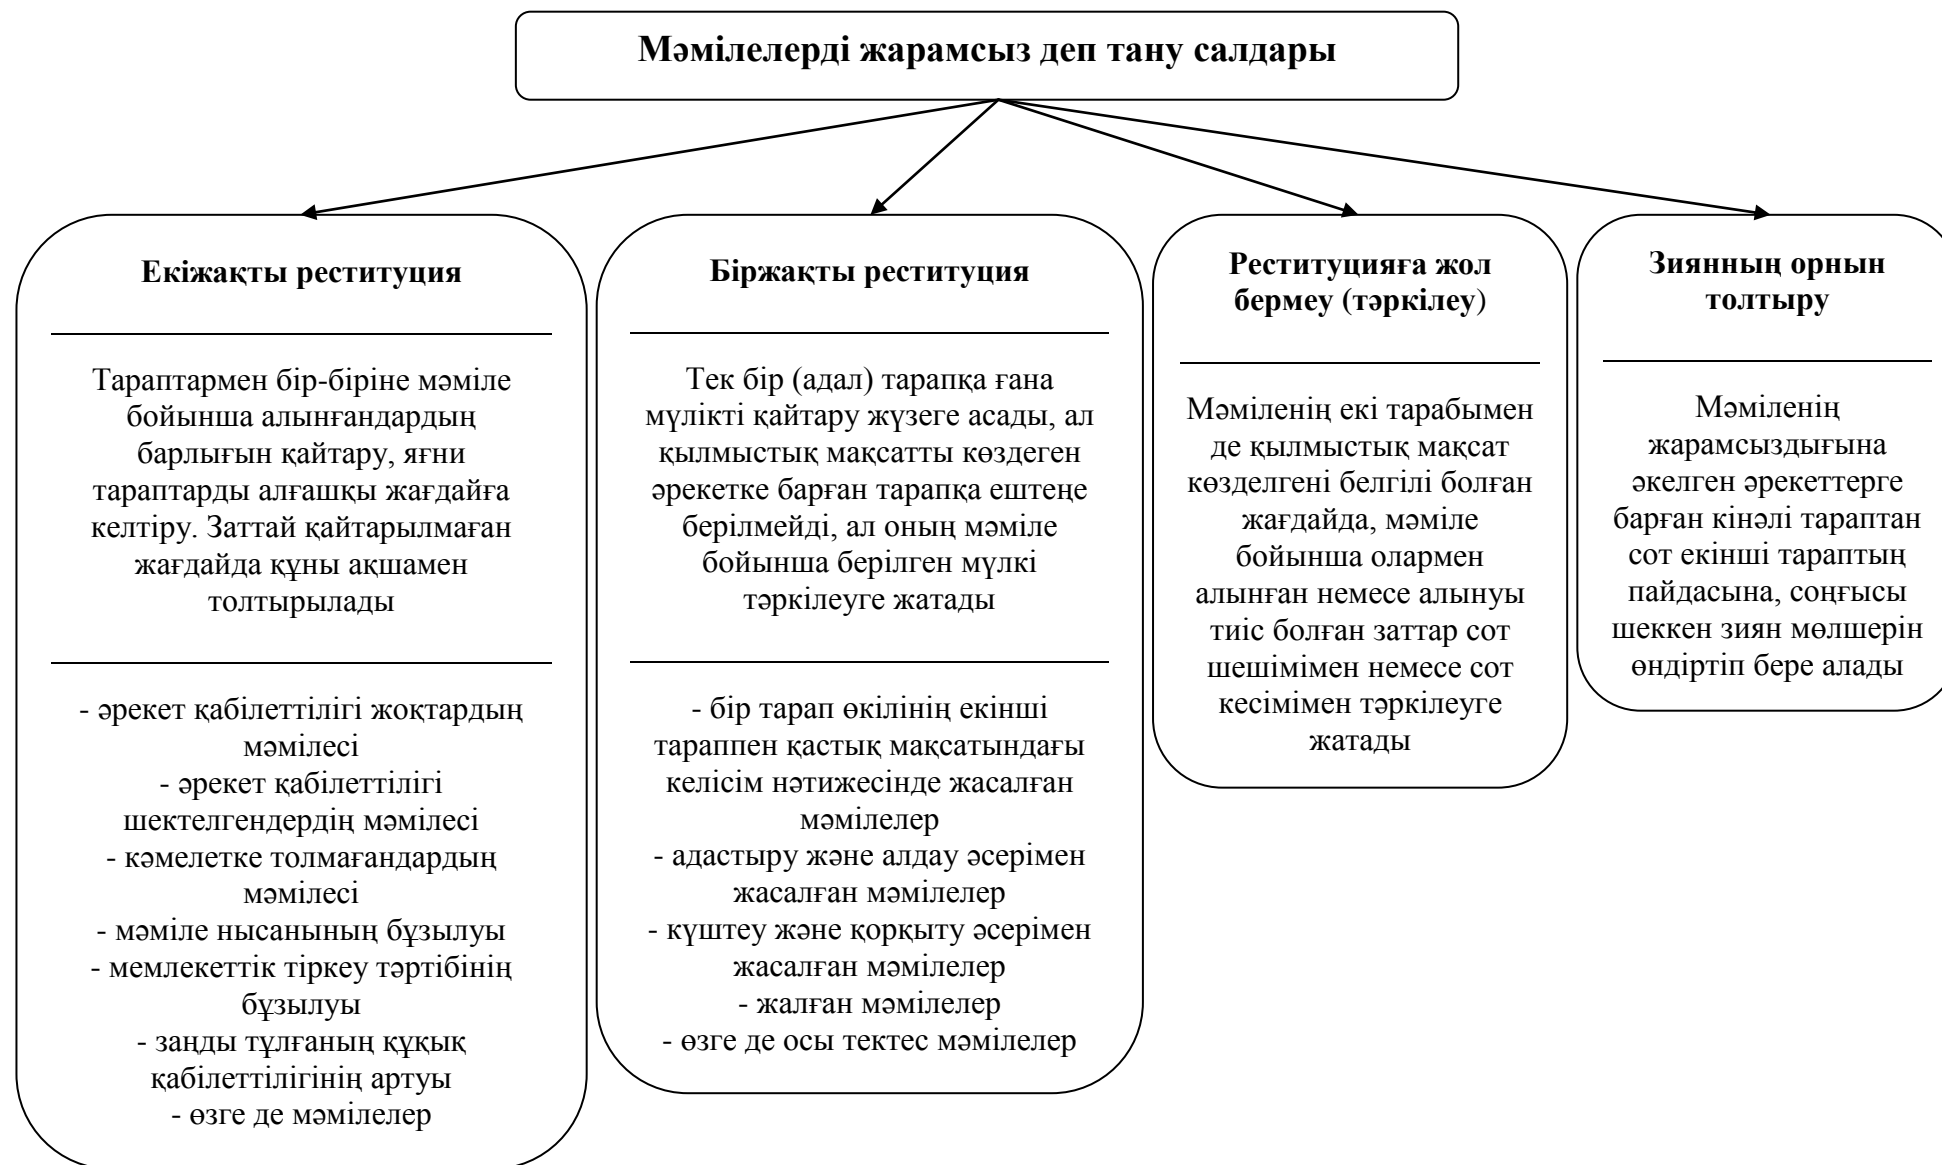 Мәмілелерді жарамсыз деп тану салдары
Екіжақты реституция
Тараптармен бір-біріне мәміле
бойынша алынғандардың
барлығын қайтару, яғни
тараптарды алғашқы жағдайға
келтіру. Заттай қайтарылмаған
жағдайда құны ақшамен
толтырылады
- әрекет қабілеттілігі жоқтардың
мәмілесі
- әрекет қабілеттілігі
шектелгендердің мәмілесі
- кәмелетке толмағандардың
мәмілесі
- мәміле нысанының бұзылуы
- мемлекеттік тіркеу тәртібінің
бұзылуы
- заңды тұлғаның құқық
қабілеттілігінің артуы
- өзге де мәмілелер
Біржақты реституция
Тек бір (адал) тарапқа ғана
мүлікті қайтару жүзеге асады, ал
қылмыстық мақсатты көздеген
әрекетке барған тарапқа ештеңе
берілмейді, ал оның мәміле
бойынша берілген мүлкі
тәркілеуге жатады
- бір тарап өкілінің екінші
тараппен қастық мақсатындағы
келісім нәтижесінде жасалған
мәмілелер
- адастыру және алдау әсерімен
жасалған мәмілелер
- күштеу және қорқыту әсерімен
жасалған мәмілелер
- жалған мәмілелер
- өзге де осы тектес мәмілелер
Реституцияға жол
бермеу (тәркілеу)
Мәміленің екі тарабымен
де қылмыстық мақсат
көзделгені белгілі болған
жағдайда, мәміле
бойынша олармен
алынған немесе алынуы
тиіс болған заттар сот
шешімімен немесе сот
кесімімен тәркілеуге
жатады
Зиянның орнын
толтыру
Мәміленің
жарамсыздығына
әкелген әрекеттерге
барған кінәлі тараптан
сот екінші тараптың
пайдасына, соңғысы
шеккен зиян мөлшерін
өндіртіп бере алады